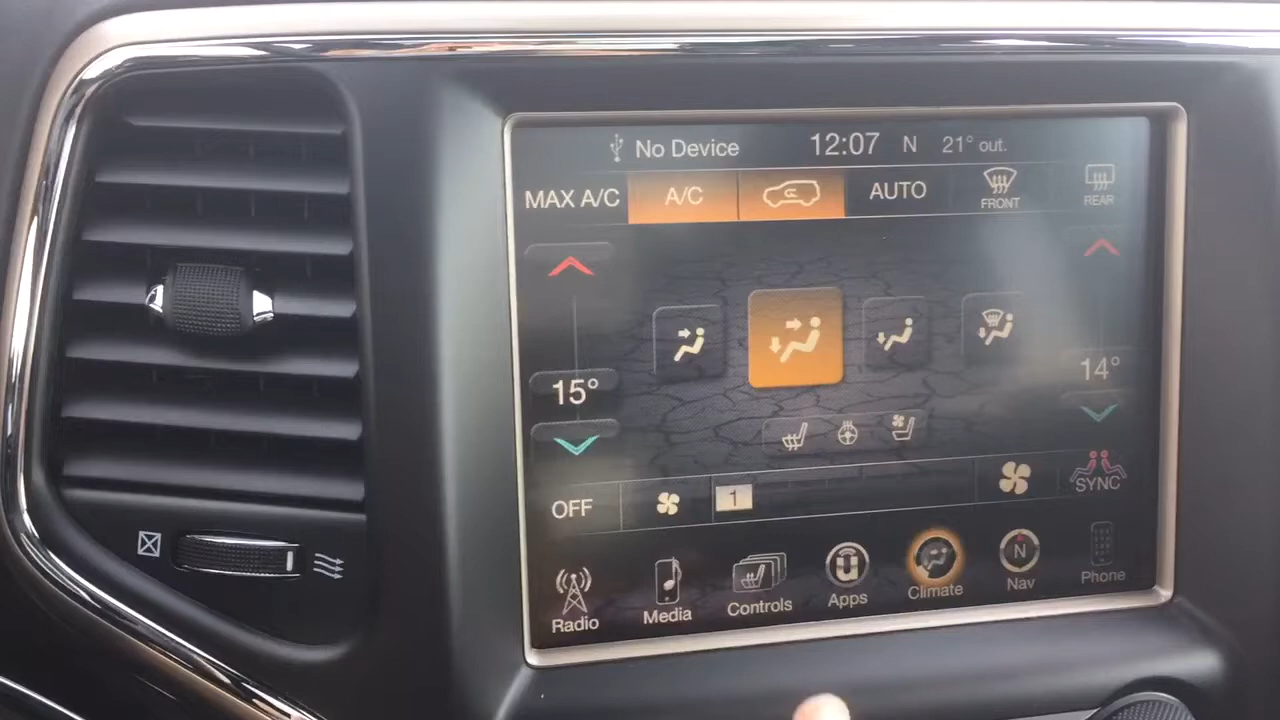 No Device 12:07 N 21° out.
MAX A/C A/C AUTO FRONT REAR
15° 14°
OFF 1 SYNC
Radio Media Controls Apps Climate N Nav Phone